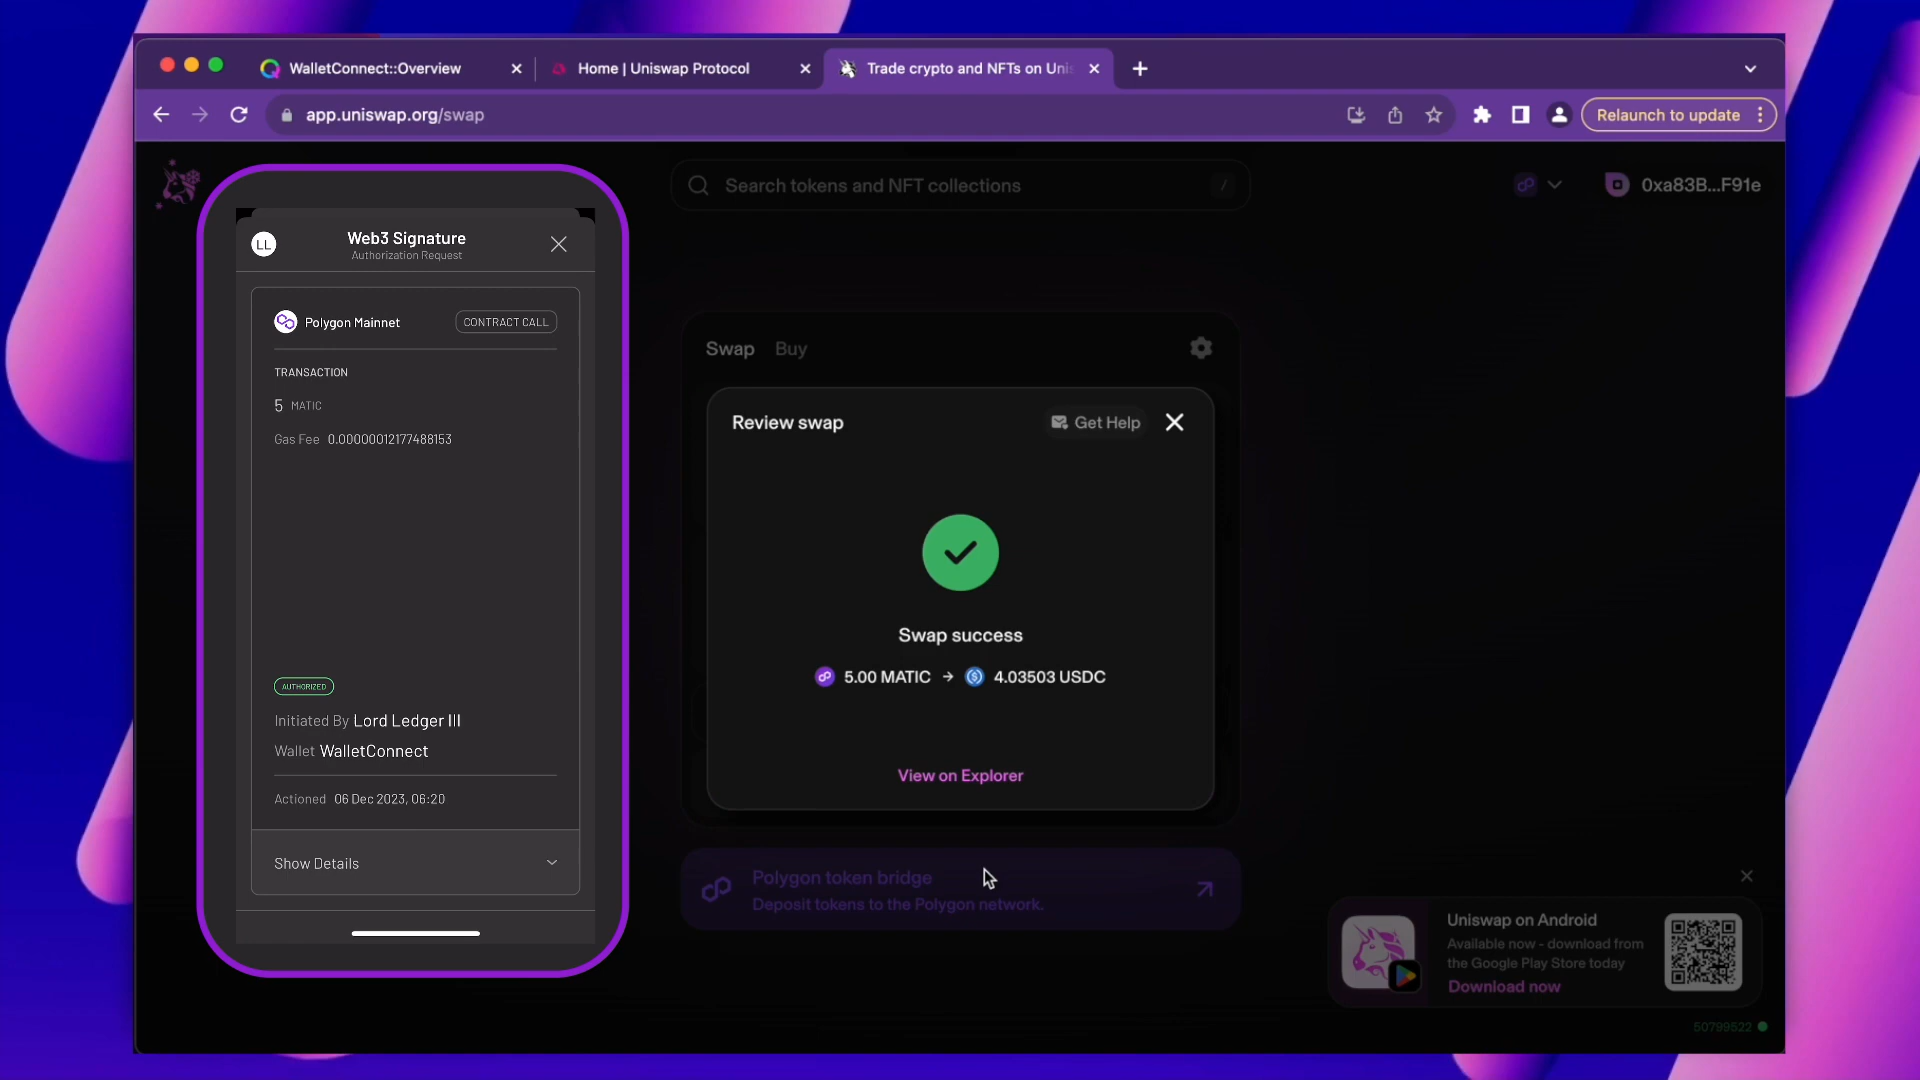 WalletConnect::Overview
Home | Uniswap Protocol
Trade crypto and NFTs on Uni
app.uniswap.org/swap
Relaunch to update
Search tokens and NFT collections
/
0xa83B...F91e
LL
Web3 Signature
Authorization Request
Polygon Mainnet
CONTRACT CALL
TRANSACTION
5 MATIC
Gas Fee 0.00000012177488153
AUTHORIZED
Initiated By Lord Ledger III
Wallet WalletConnect
Actioned 06 Dec 2023, 06:20
Show Details
Swap Buy
Review swap
Get Help
Swap success
5.00 MATIC → 4.03503 USDC
View on Explorer
Polygon token bridge
Deposit tokens to the Polygon network.
Uniswap on Android
Available now - download from
the Google Play Store today
Download now
50799522